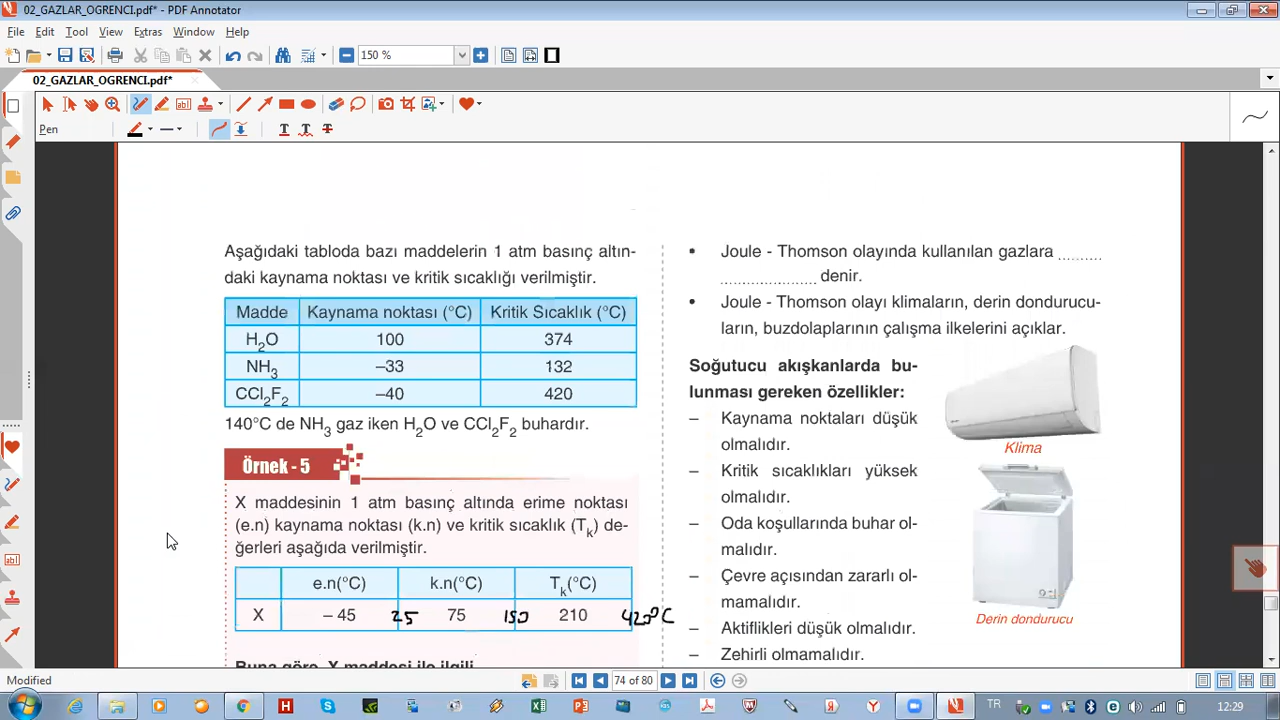 02_GAZLAR_OGRENCI.pdf* - PDF Annotator
File Edit Tool View Extras Window Help
150 %
02_GAZLAR_OGRENCI.pdf*
Pen
Aşağıdaki tabloda bazı maddelerin 1 atm basınç altın-
daki kaynama noktası ve kritik sıcaklığı verilmiştir.
Madde Kaynama noktası (°C) Kritik Sıcaklık (°C)
H₂O 100 374
NH₃ –33 132
CCl₂F₂ –40 420
140°C de NH₃ gaz iken H₂O ve CCl₂F₂ buhardır.
Örnek - 5
X maddesinin 1 atm basınç altında erime noktası
(e.n) kaynama noktası (k.n) ve kritik sıcaklık (Tₖ) de-
ğerleri aşağıda verilmiştir.
e.n(°C) k.n(°C) Tₖ(°C)
X – 45 25 75 150 210 420°C
Buna göre, X maddesi ile ilgili
• Joule - Thomson olayında kullanılan gazlara .........
...................... denir.
• Joule - Thomson olayı klimaların, derin dondurucu-
ların, buzdolaplarının çalışma ilkelerini açıklar.
Soğutucu akışkanlarda bu-
lunması gereken özellikler:
– Kaynama noktaları düşük
olmalıdır.
– Kritik sıcaklıkları yüksek
olmalıdır.
– Oda koşullarında buhar ol-
malıdır.
– Çevre açısından zararlı ol-
mamalıdır.
– Aktiflikleri düşük olmalıdır.
– Zehirli olmamalıdır.
Klima
Derin dondurucu
Modified
74 of 80
TR
12:29